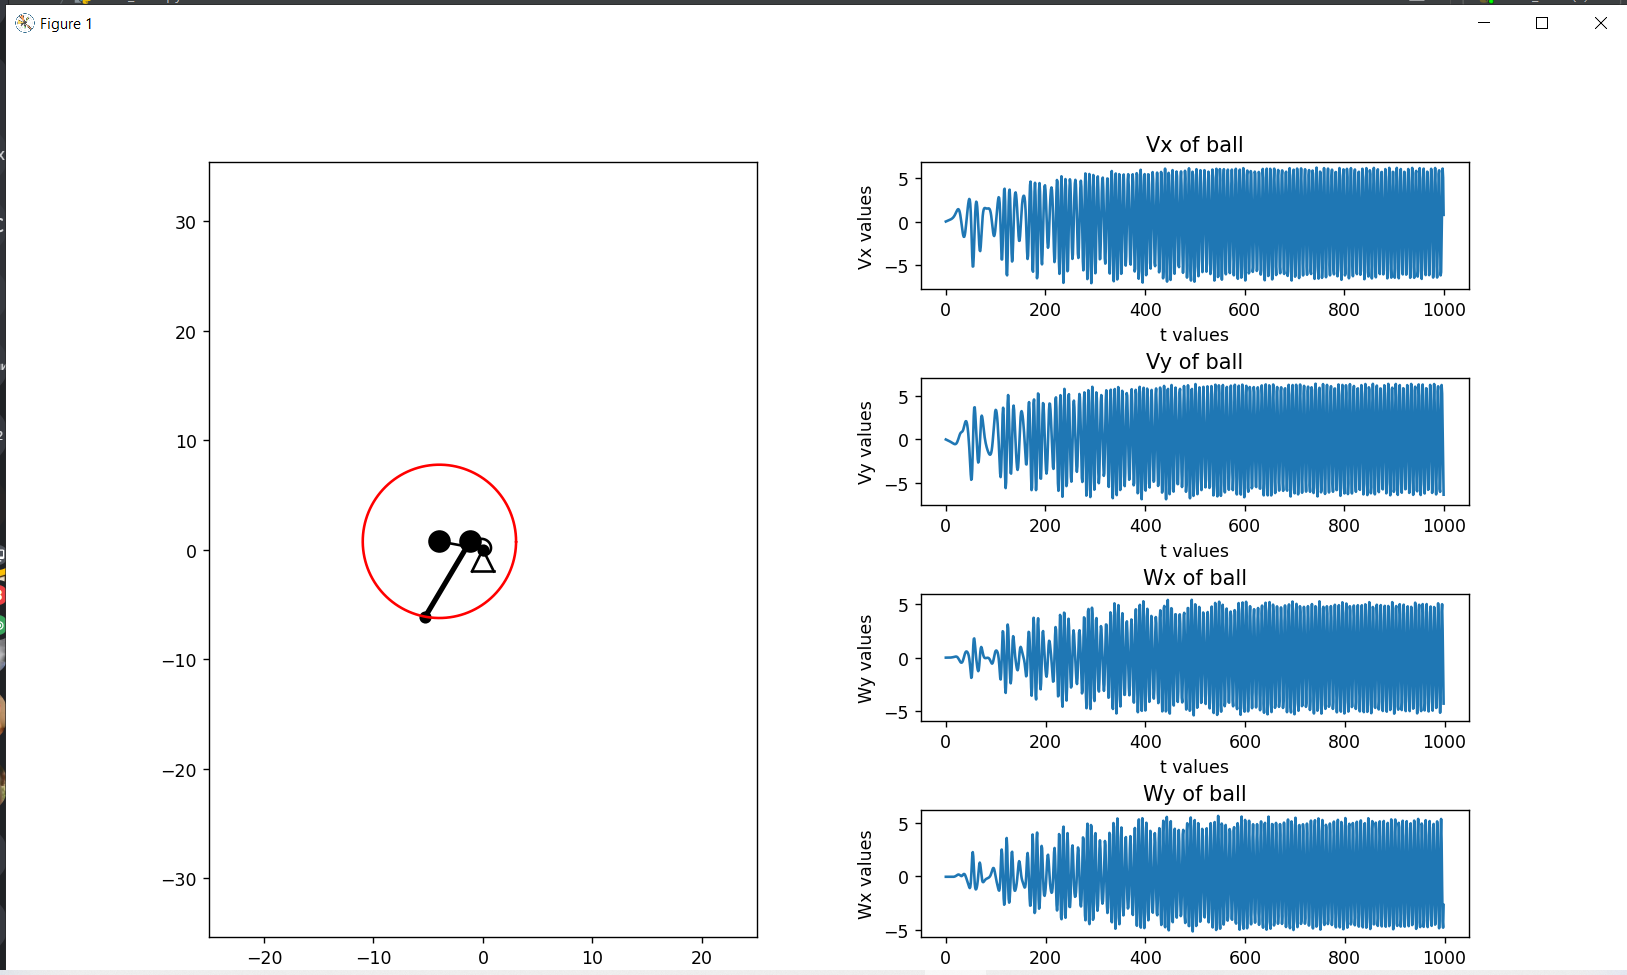 Figure 1
30
20
10
0
−10
−20
−30
−20 −10 0 10 20
Vx of ball
Vx values
5
0
−5
0 200 400 600 800 1000
t values
Vy of ball
Vy values
5
0
−5
0 200 400 600 800 1000
t values
Wx of ball
Wy values
5
0
−5
0 200 400 600 800 1000
t values
Wy of ball
Wx values
5
0
−5
0 200 400 600 800 1000